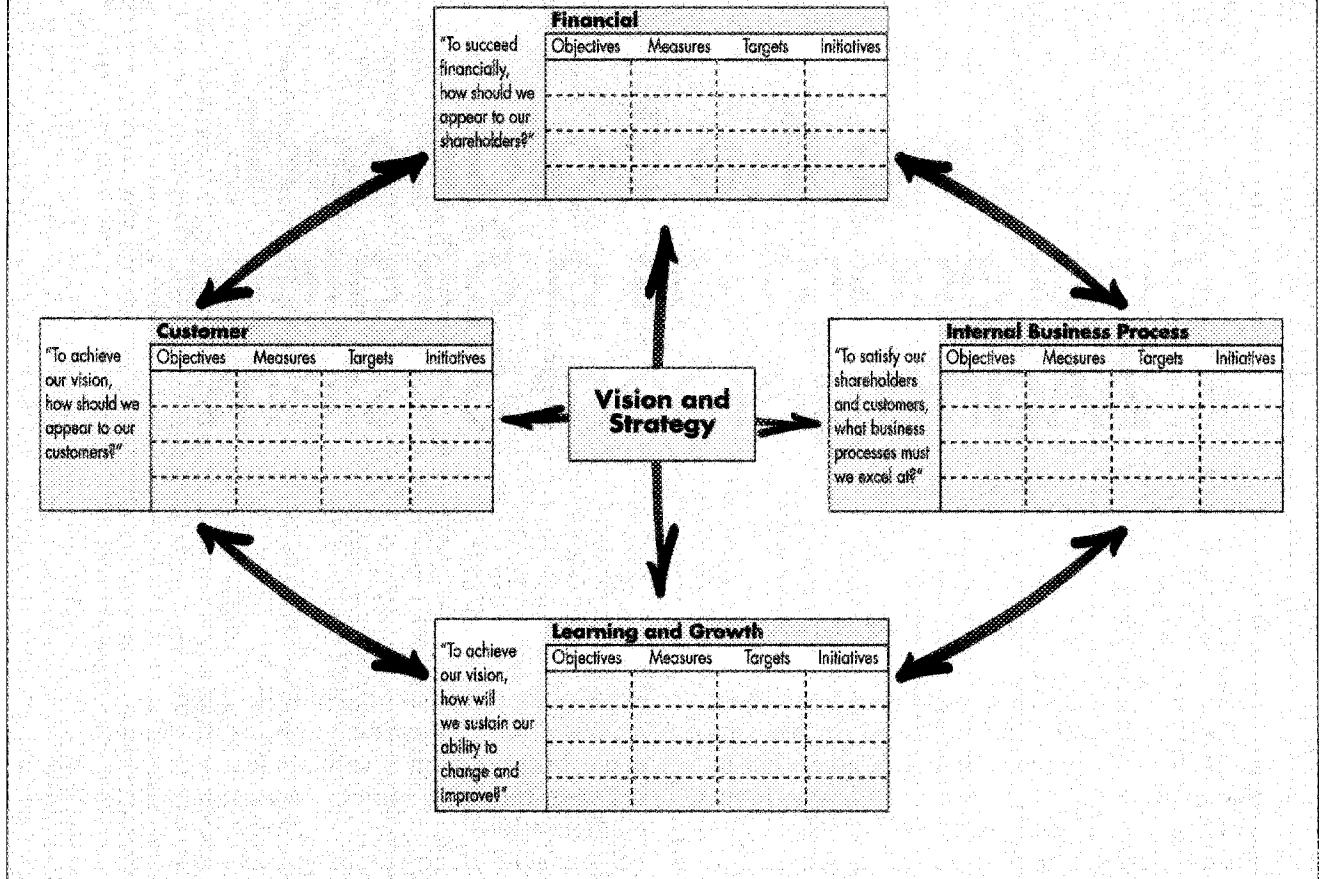 Financial
"To succeed
financially,
how should we
appear to our
shareholders?"
Objectives Measures Targets Initiatives
Customer
"To achieve
our vision,
how should we
appear to our
customers?"
Objectives Measures Targets Initiatives
Vision and
Strategy
Internal Business Process
"To satisfy our
shareholders
and customers,
what business
processes must
we excel at?"
Objectives Measures Targets Initiatives
Learning and Growth
"To achieve
our vision,
how will
we sustain our
ability to
change and
improve?"
Objectives Measures Targets Initiatives